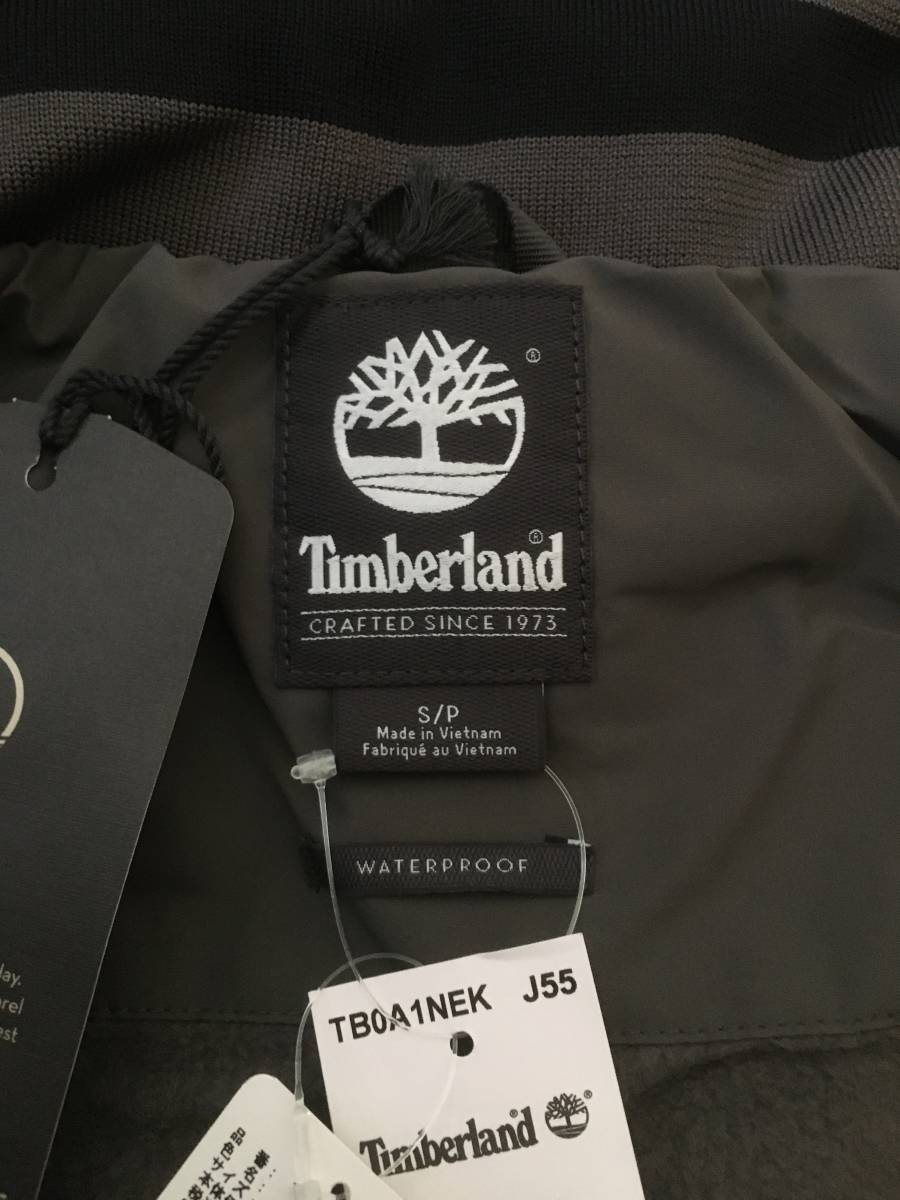 Timberland
CRAFTED SINCE 1973
S/P
Made in Vietnam
Fabriqué au Vietnam
WATERPROOF
TB0A1NEK J55
Timberland